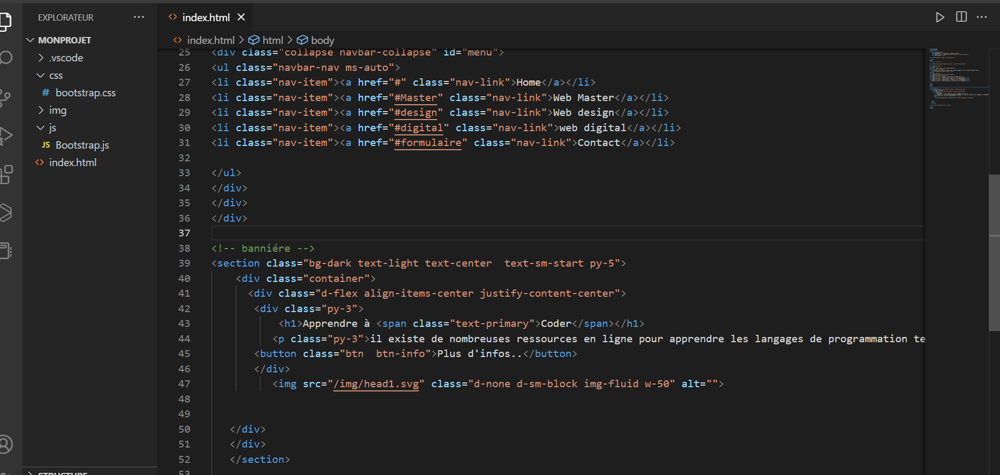 EXPLORATEUR
MONPROJET
.vscode
css
# bootstrap.css
img
js
JS Bootstrap.js
<> index.html
<> index.html
<> index.html > html > body
25 <div class="collapse navbar-collapse" id="menu">
26 <ul class="navbar-nav ms-auto">
27 <li class="nav-item"><a href="#" class="nav-link">Home</a></li>
28 <li class="nav-item"><a href="#Master" class="nav-link">Web Master</a></li>
29 <li class="nav-item"><a href="#design" class="nav-link">Web design</a></li>
30 <li class="nav-item"><a href="#digital" class="nav-link">web digital</a></li>
31 <li class="nav-item"><a href="#formulaire" class="nav-link">Contact</a></li>
32
33 </ul>
34 </div>
35 </div>
36 </div>
37
38 <!-- banniére -->
39 <section class="bg-dark text-light text-center  text-sm-start py-5">
40 <div class="container">
41 <div class="d-flex align-items-center justify-content-center">
42 <div class="py-3">
43 <h1>Apprendre à <span class="text-primary">Coder</span></h1>
44 <p class="py-3">il existe de nombreuses ressources en ligne pour apprendre les langages de programmation te
45 <button class="btn  btn-info">Plus d'infos..</button>
46 </div>
47 <img src="/img/head1.svg" class="d-none d-sm-block img-fluid w-50" alt="">
48
49
50 </div>
51 </div>
52 </section>
53
STRUCTURE